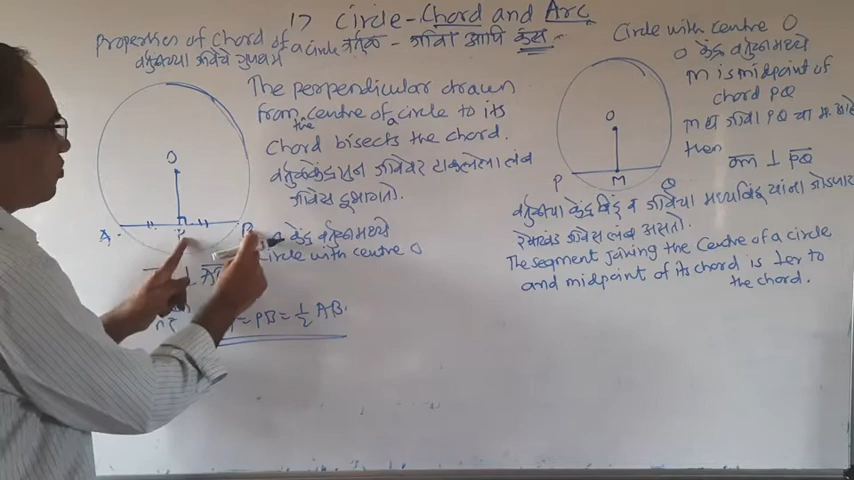 17 Circle-Chord and Arc
Properties of chord of a circle वर्तुळ - जीवा आणि कंस
वर्तुळाच्या जीवेचे गुणधर्म
The perpendicular drawn
from the centre of a circle to its
chord bisects the chord.
वर्तुळकेंद्रातून जीवेवर टाकलेला लंब
जीवेस दुभागतो.
O
A
B
केंद्र वर्तुळामध्ये
circle with centre O
= PB = 1/2 AB.
Circle with centre O
O केंद्र वर्तुळामध्ये
M is midpoint of
chord PQ
M हा जीवा PQ चा म.
then
OM ⊥ PQ
O
P
M
Q
वर्तुळाचा केंद्रबिंदू व जीवेचा मध्यबिंदू यांना जोडणारा
रेषाखंड जीवेस लंब असतो.
The segment joining the centre of a circle
and midpoint of its chord is ⊥er to
the chord.